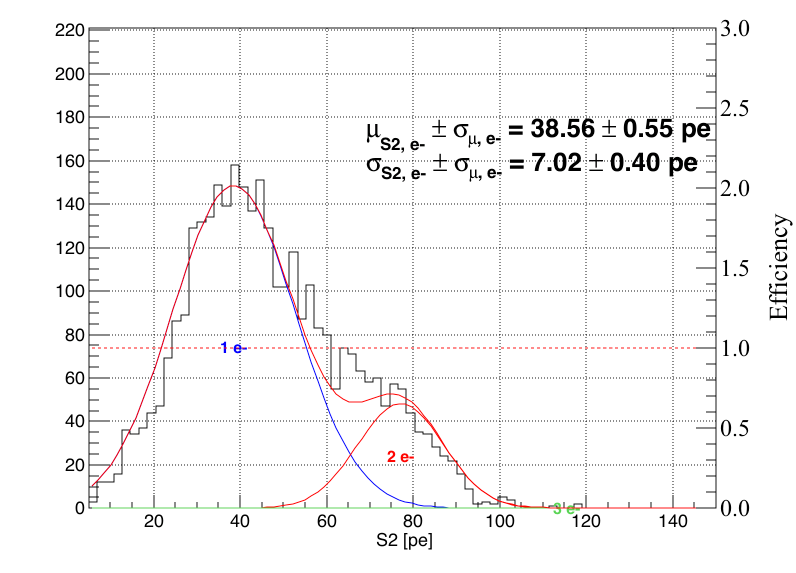 220
200
180
160
140
120
100
80
60
40
20
0
3.0
2.5
2.0
1.5
1.0
0.5
0.0
μS2, e- ± σμ, e- = 38.56 ± 0.55 pe
σS2, e- ± σμ, e- = 7.02 ± 0.40 pe
1 e-
2 e-
3 e-
20 40 60 80 100 120 140
S2 [pe]
Efficiency